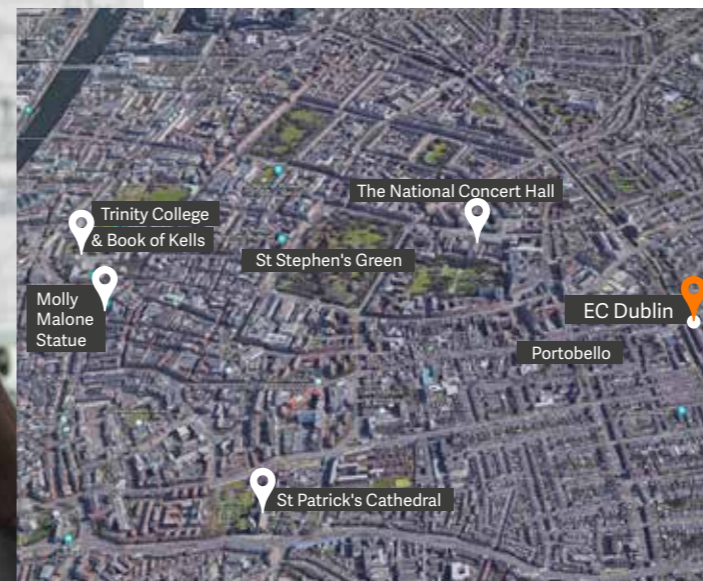 The National Concert Hall
Trinity College
& Book of Kells
St Stephen's Green
Molly
Malone
Statue
EC Dublin
Portobello
St Patrick's Cathedral